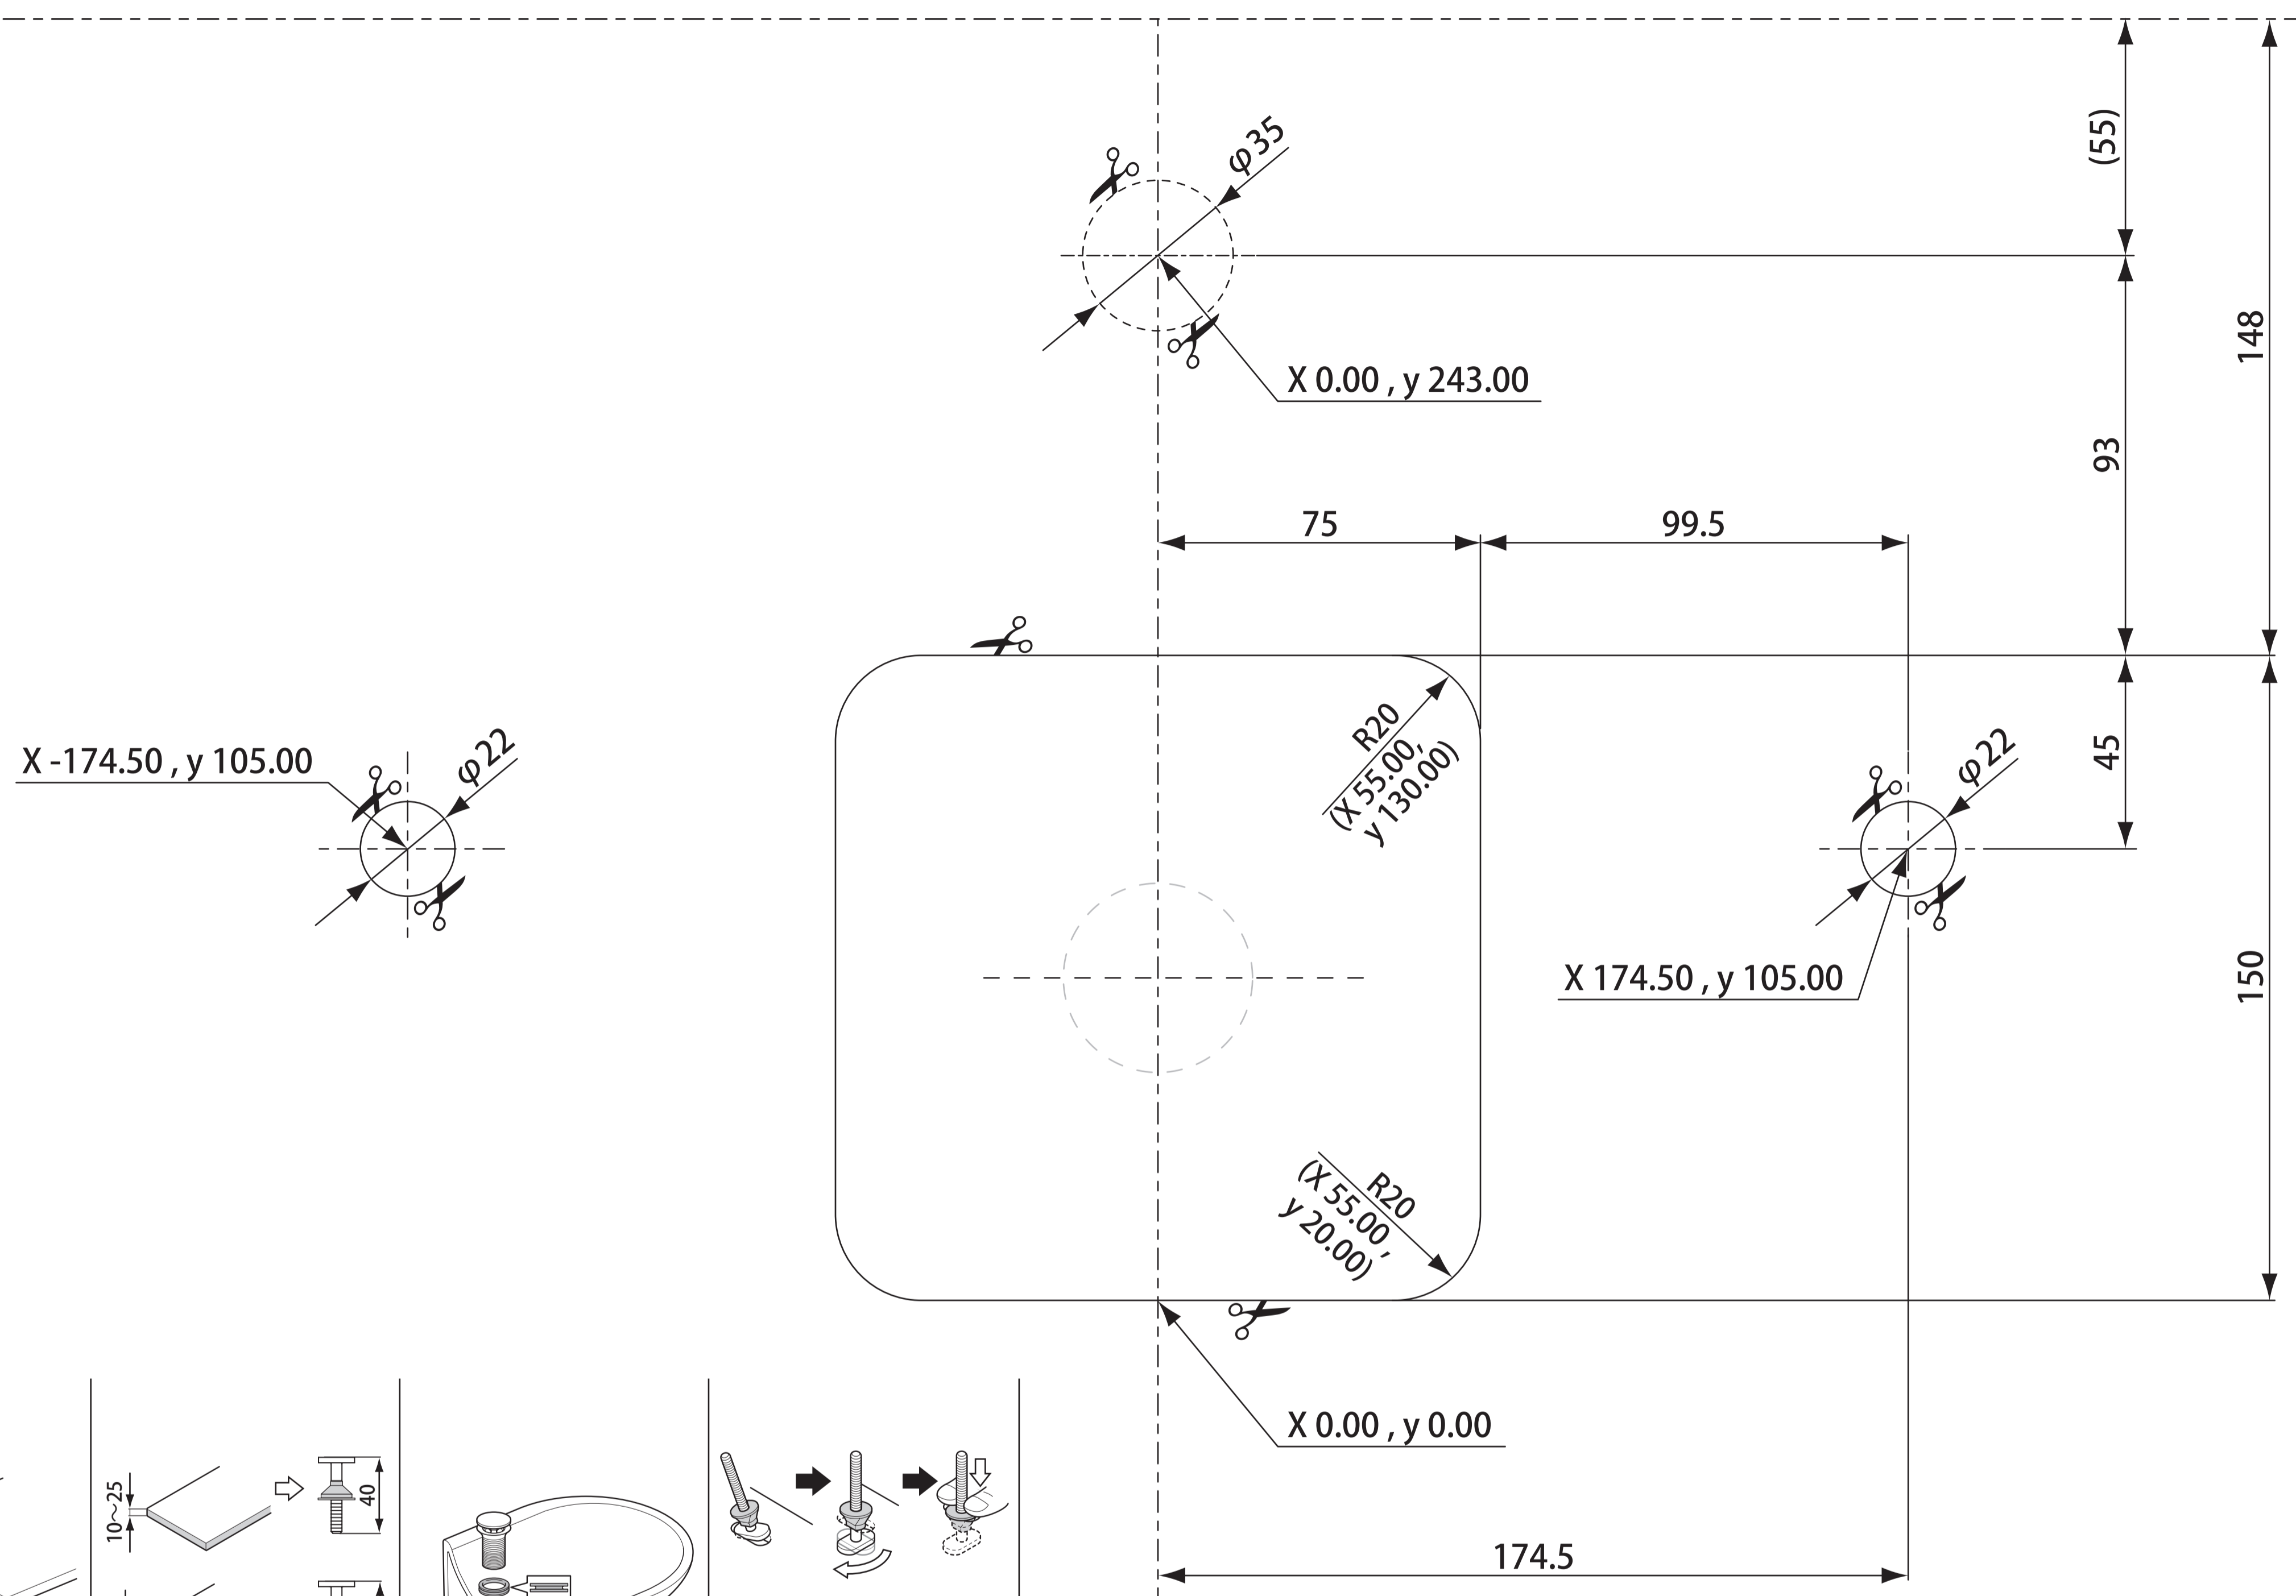 φ35
(55)
148
X 0.00 , y 243.00
93
75
99.5
R20
(X 55.00,
y 130.00)
45
X -174.50 , y 105.00
φ22
φ22
X 174.50 , y 105.00
150
R20
(X 55.00,
y 20.00)
X 0.00 , y 0.00
10~25
40
174.5